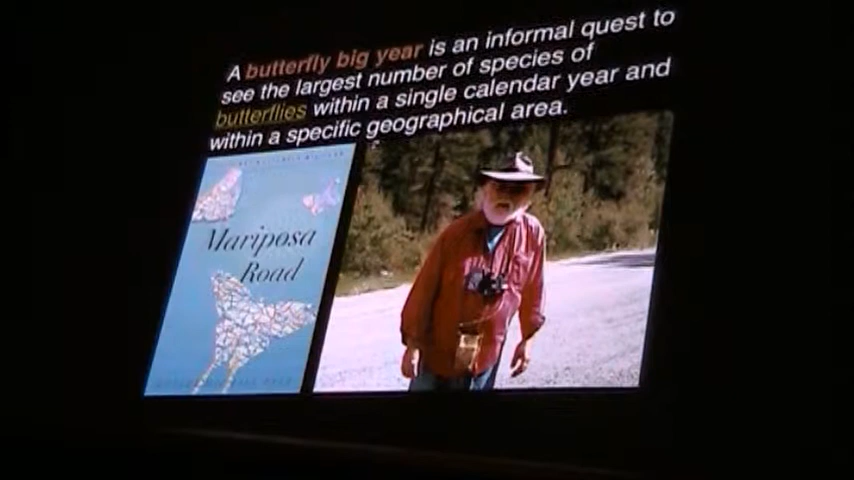 A butterfly big year is an informal quest to
see the largest number of species of
butterflies within a single calendar year and
within a specific geographical area.
Mariposa
Road